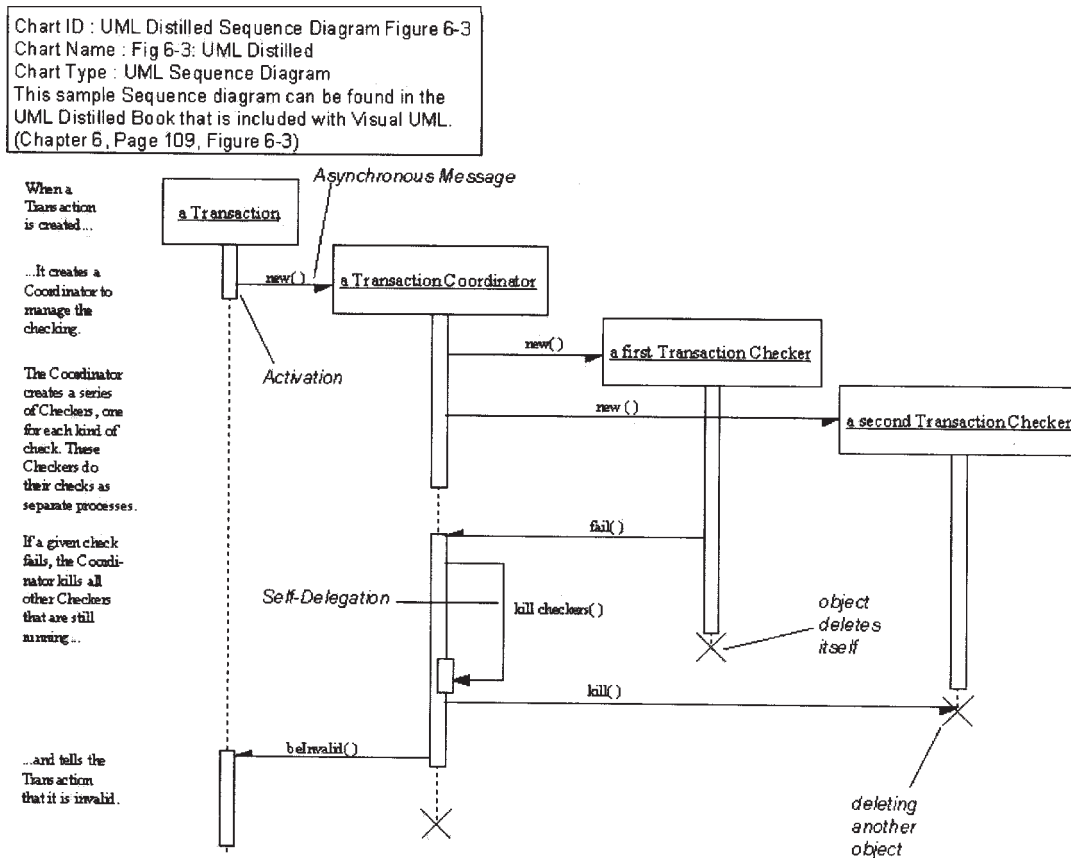 Chart ID : UML Distilled Sequence Diagram Figure 6-3
Chart Name : Fig 6-3: UML Distilled
Chart Type : UML Sequence Diagram
This sample Sequence diagram can be found in the
UML Distilled Book that is included with Visual UML.
(Chapter 6, Page 109, Figure 6-3)
When a
Transaction
is created...
a Transaction
Asynchronous Message
...It creates a
Coordinator to
manage the
checking.
new( )
a Transaction Coordinator
Activation
new( )
a first Transaction Checker
The Coordinator
creates a series
of Checkers, one
for each kind of
check. These
Checkers do
their checks as
separate processes.
new ( )
a second Transaction Checker
fail( )
If a given check
fails, the Coordi-
nator kills all
other Checkers
that are still
running...
Self-Delegation
kill checkers( )
object
deletes
itself
kill( )
beInvalid( )
...and tells the
Transaction
that it is invalid.
deleting
another
object